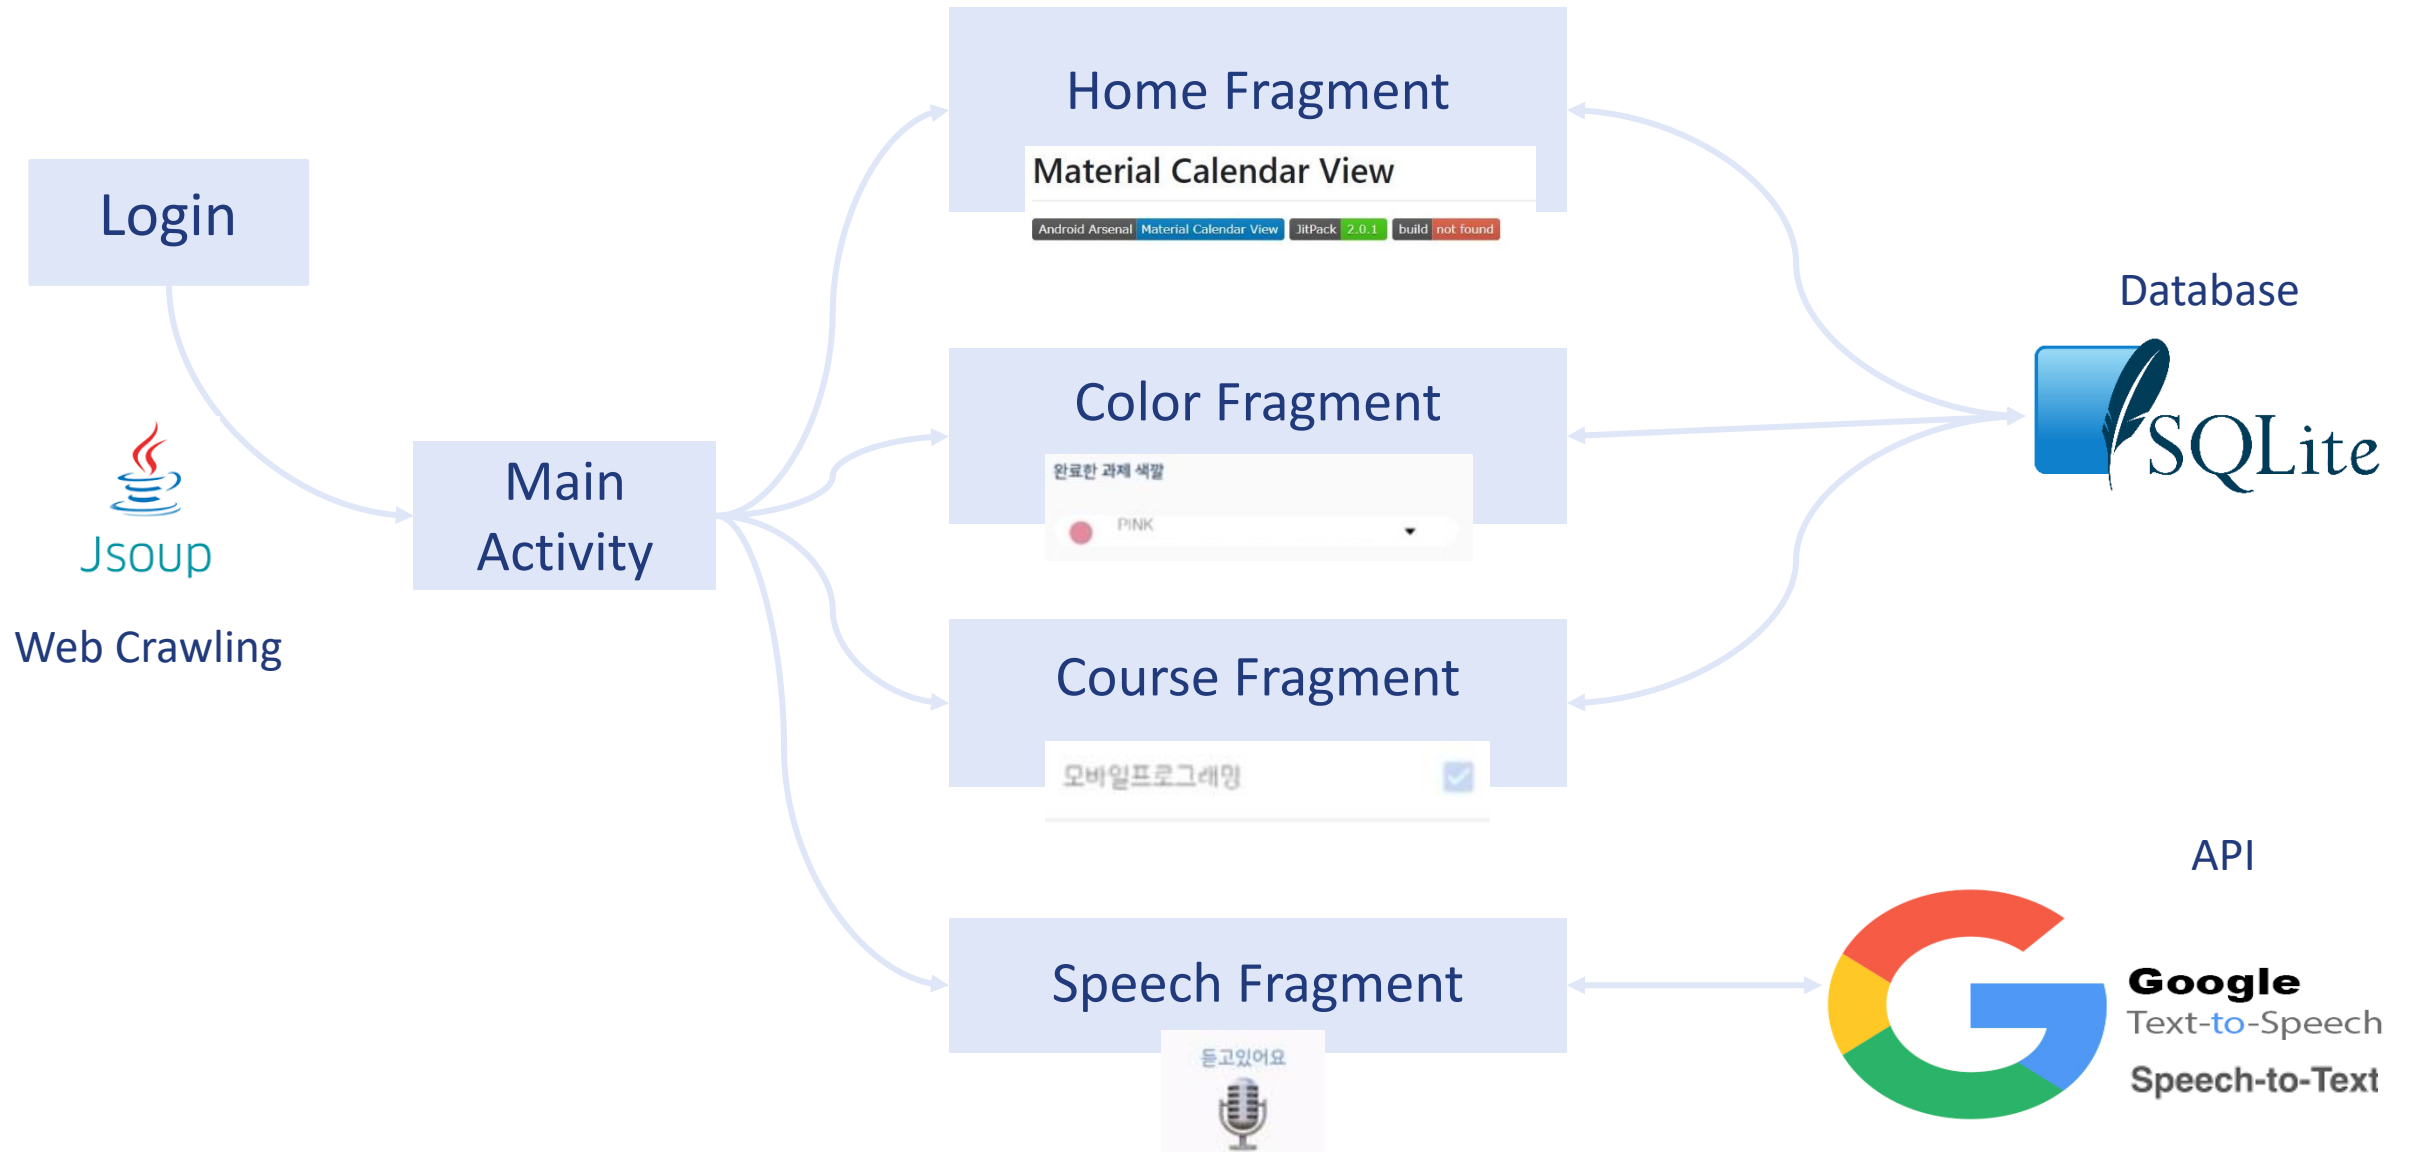 Login
Jsoup
Web Crawling
Main
Activity
Home Fragment
Material Calendar View
Android Arsenal Material Calendar View JitPack 2.0.1 build not found
Color Fragment
완료한 과제 색깔
PINK
Course Fragment
모바일프로그래밍
Speech Fragment
듣고있어요
Database
SQLite
API
Google
Text-to-Speech
Speech-to-Text